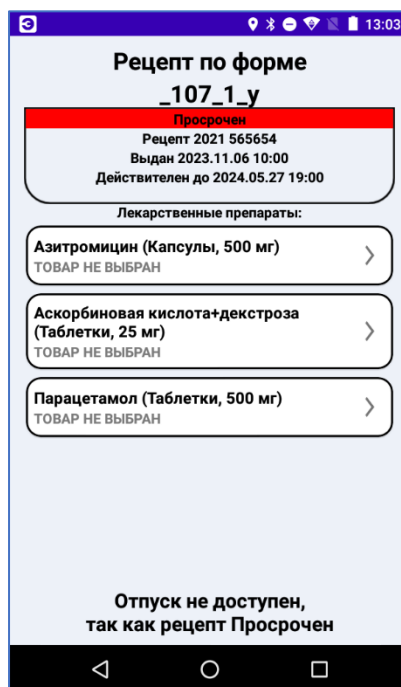 13:03
Рецепт по форме
_107_1_у
Просрочен
Рецепт 2021 565654
Выдан 2023.11.06 10:00
Действителен до 2024.05.27 19:00
Лекарственные препараты:
Азитромицин (Капсулы, 500 мг)
ТОВАР НЕ ВЫБРАН
Аскорбиновая кислота+декстроза
(Таблетки, 25 мг)
ТОВАР НЕ ВЫБРАН
Парацетамол (Таблетки, 500 мг)
ТОВАР НЕ ВЫБРАН
Отпуск не доступен,
так как рецепт Просрочен